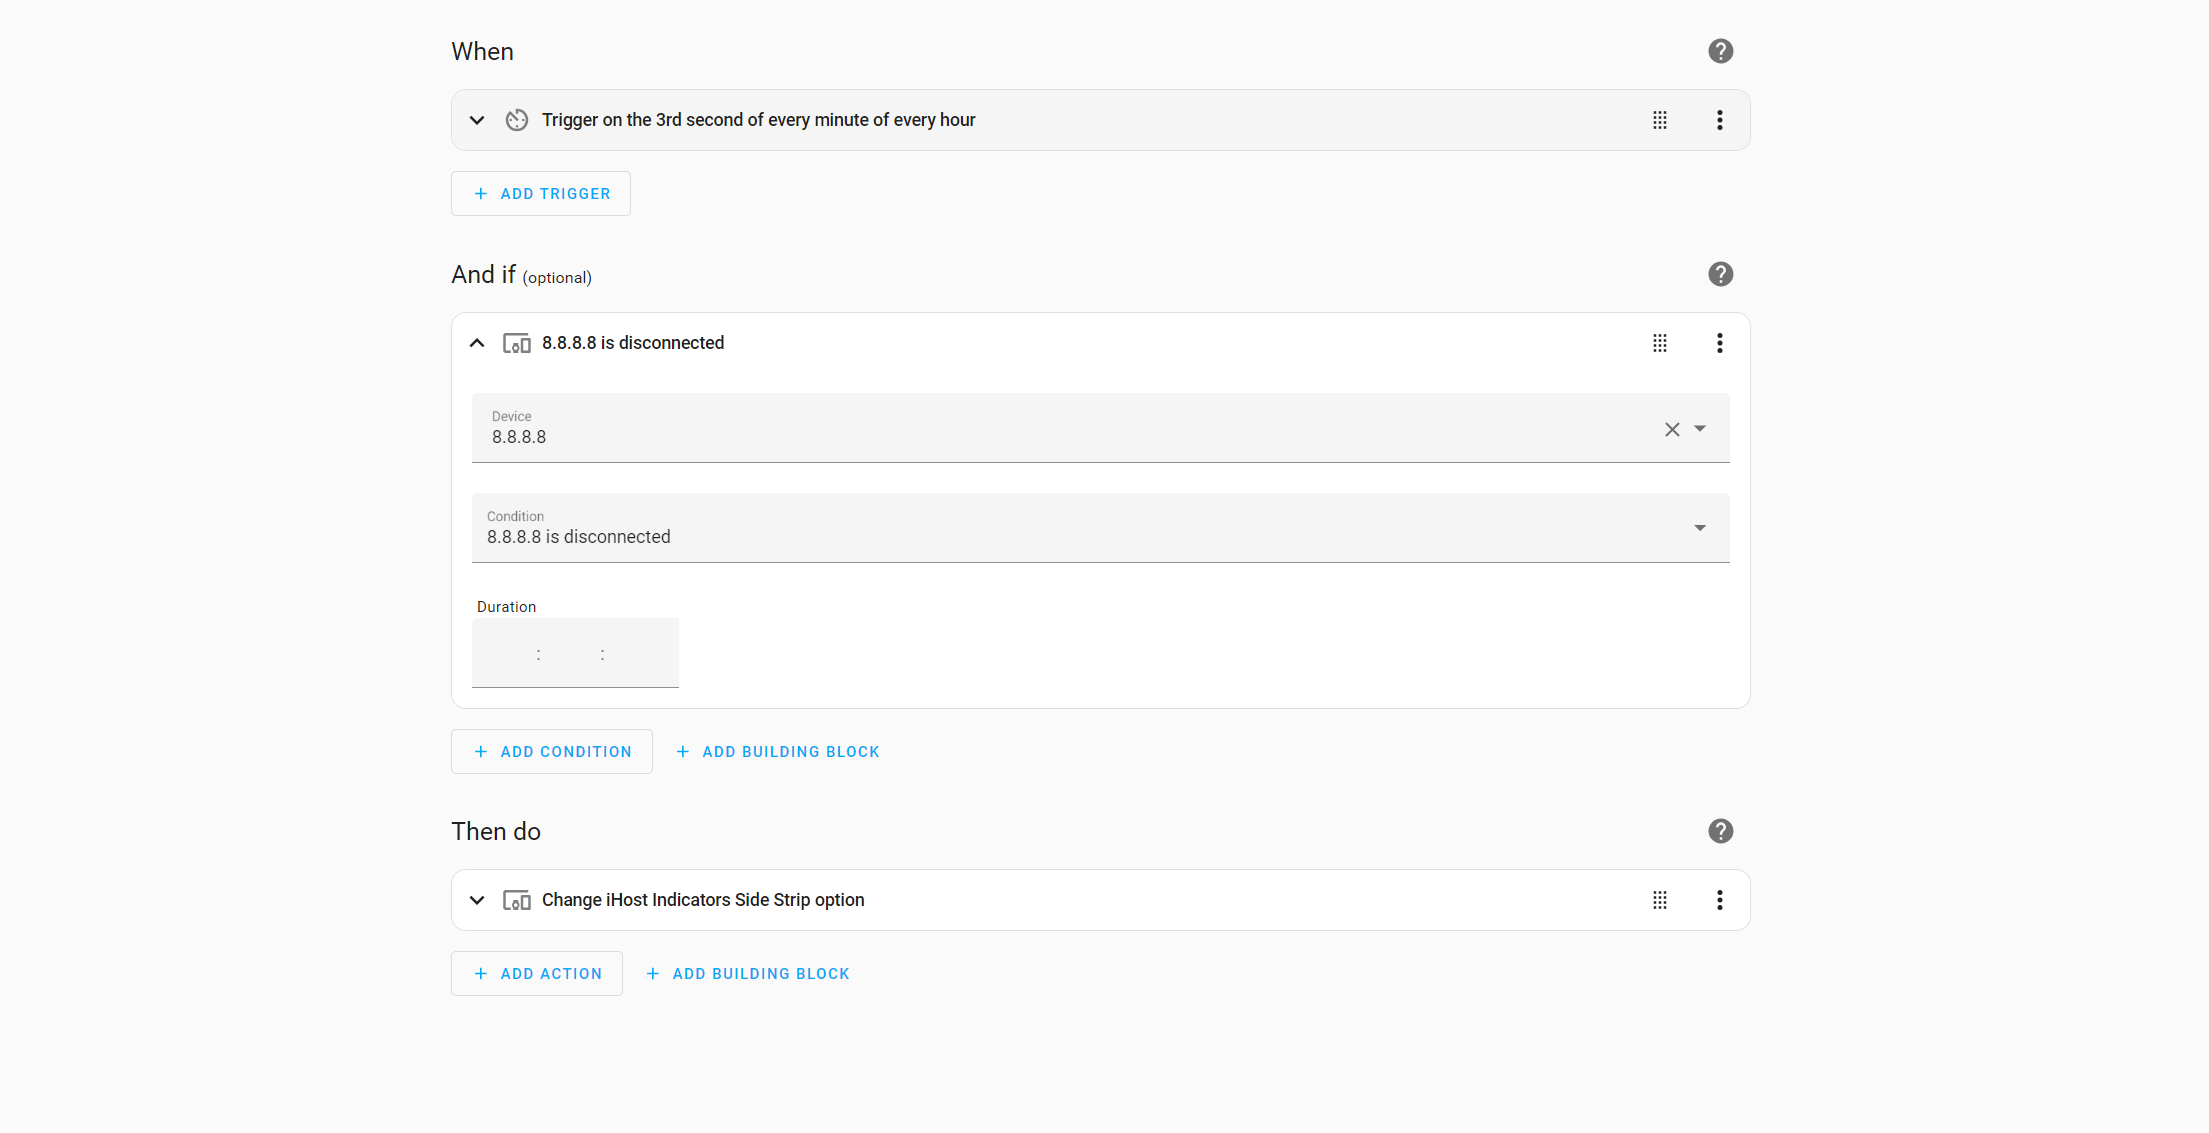 When
Trigger on the 3rd second of every minute of every hour
+ ADD TRIGGER
And if (optional)
8.8.8.8 is disconnected
Device
8.8.8.8
Condition
8.8.8.8 is disconnected
Duration
: :
+ ADD CONDITION + ADD BUILDING BLOCK
Then do
Change iHost Indicators Side Strip option
+ ADD ACTION + ADD BUILDING BLOCK